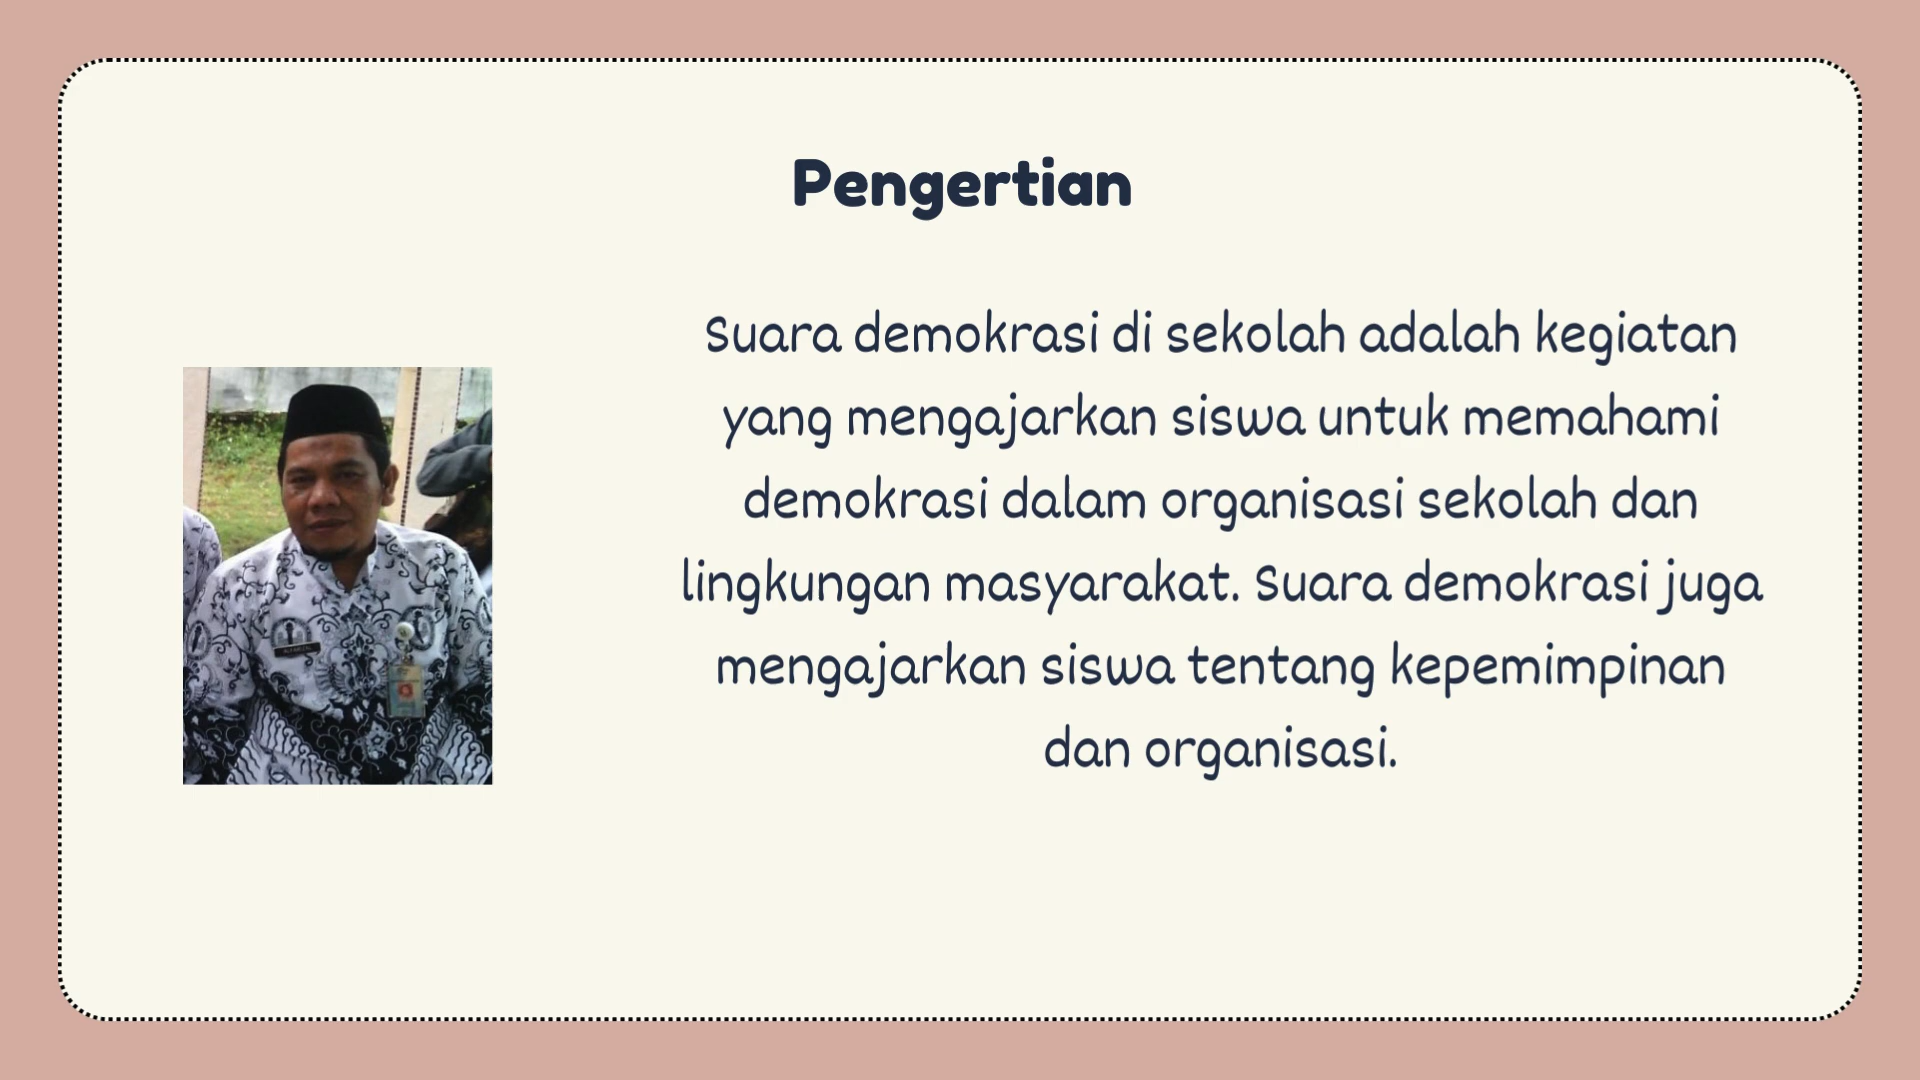 Pengertian
Suara demokrasi di sekolah adalah kegiatan
yang mengajarkan siswa untuk memahami
demokrasi dalam organisasi sekolah dan
lingkungan masyarakat. Suara demokrasi juga
mengajarkan siswa tentang kepemimpinan
dan organisasi.